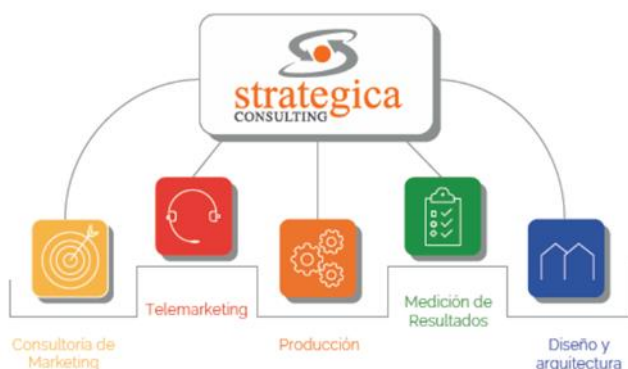 strategica
CONSULTING
Telemarketing
Medición de
Resultados
Consultoría de
Marketing
Producción
Diseño y
arquitectura